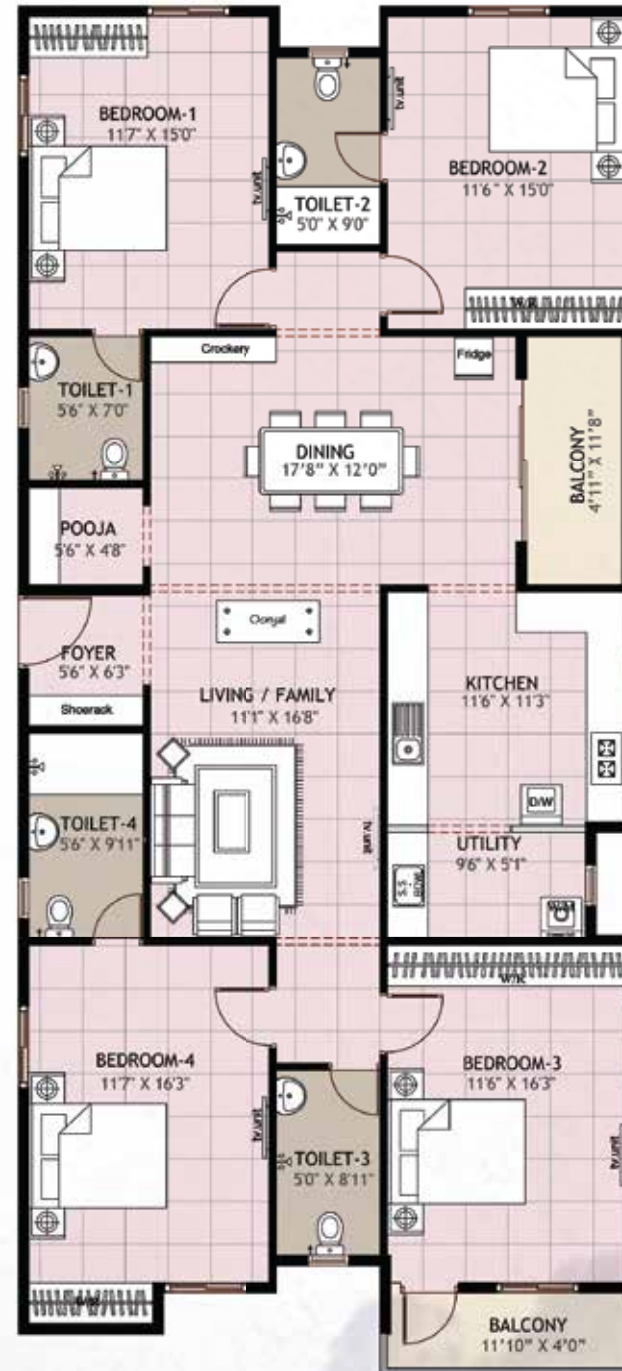 BEDROOM-1
11'7" X 15'0"
tv.unit
TOILET-2
5'0" X 9'0"
tv.unit
BEDROOM-2
11'6" X 15'0"
W/R
TOILET-1
5'6" X 7'0"
Crockery
Fridge
DINING
17'8" X 12'0"
BALCONY
4'11" X 11'8"
POOJA
5'6" X 4'8"
FOYER
5'6" X 6'3"
Shoerack
Oonjal
LIVING / FAMILY
11'1" X 16'8"
tv.unit
KITCHEN
11'6" X 11'3"
D/W
UTILITY
9'6" X 5'1"
S.S.
BOWL
W/M
TOILET-4
5'6" X 9'11"
W/R
BEDROOM-4
11'7" X 16'3"
tv.unit
TOILET-3
5'0" X 8'11"
BEDROOM-3
11'6" X 16'3"
tv.unit
BALCONY
11'10" X 4'0"